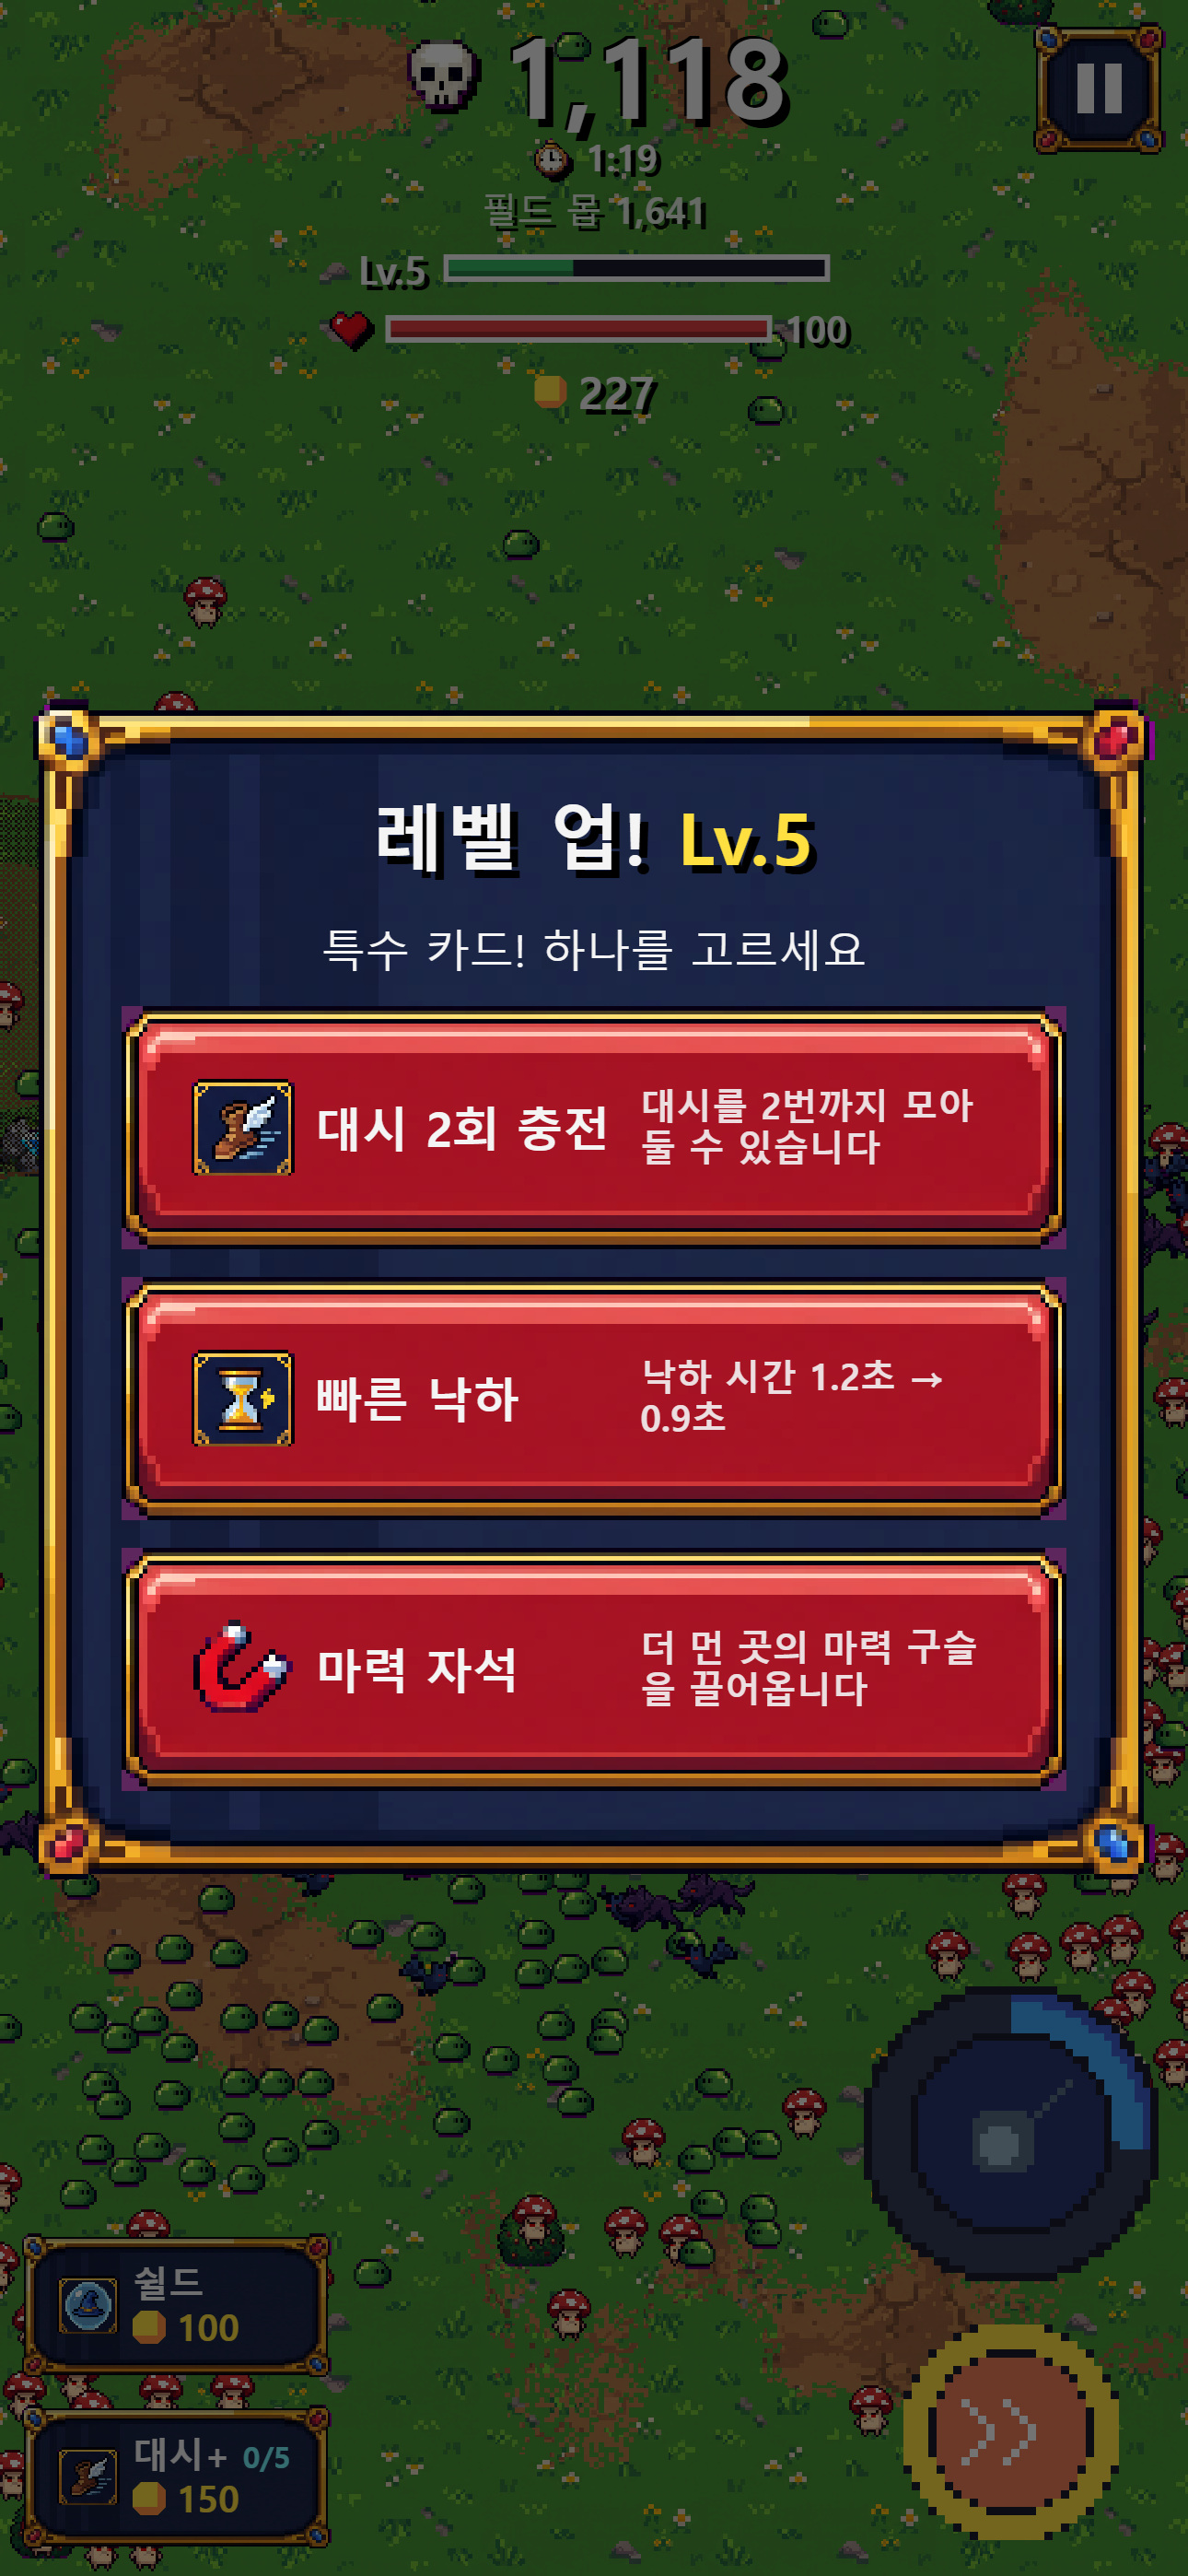 1,118
1:19
필드 몹 1,641
Lv.5
100
227
레벨 업! Lv.5
특수 카드! 하나를 고르세요
대시 2회 충전
대시를 2번까지 모아
둘 수 있습니다
빠른 낙하
낙하 시간 1.2초 →
0.9초
마력 자석
더 먼 곳의 마력 구슬
을 끌어옵니다
쉴드
100
대시+ 0/5
150